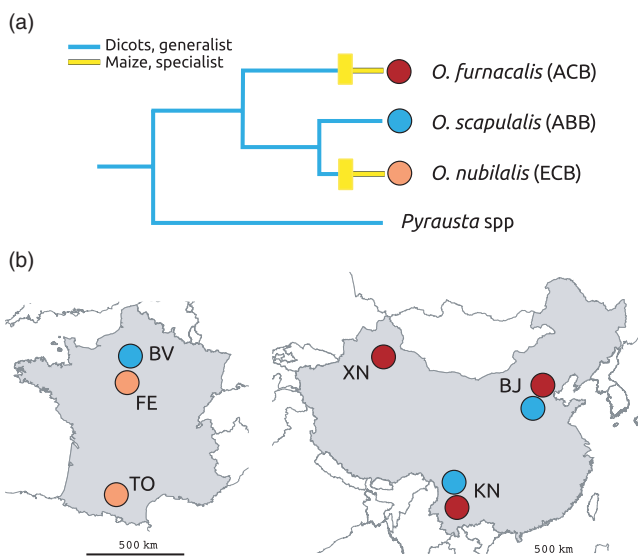 (a)
Dicots, generalist
Maize, specialist
O. furnacalis (ACB)
O. scapulalis (ABB)
O. nubilalis (ECB)
Pyrausta spp
(b)
BV
FE
TO
500 km
XN
BJ
KN
500 km